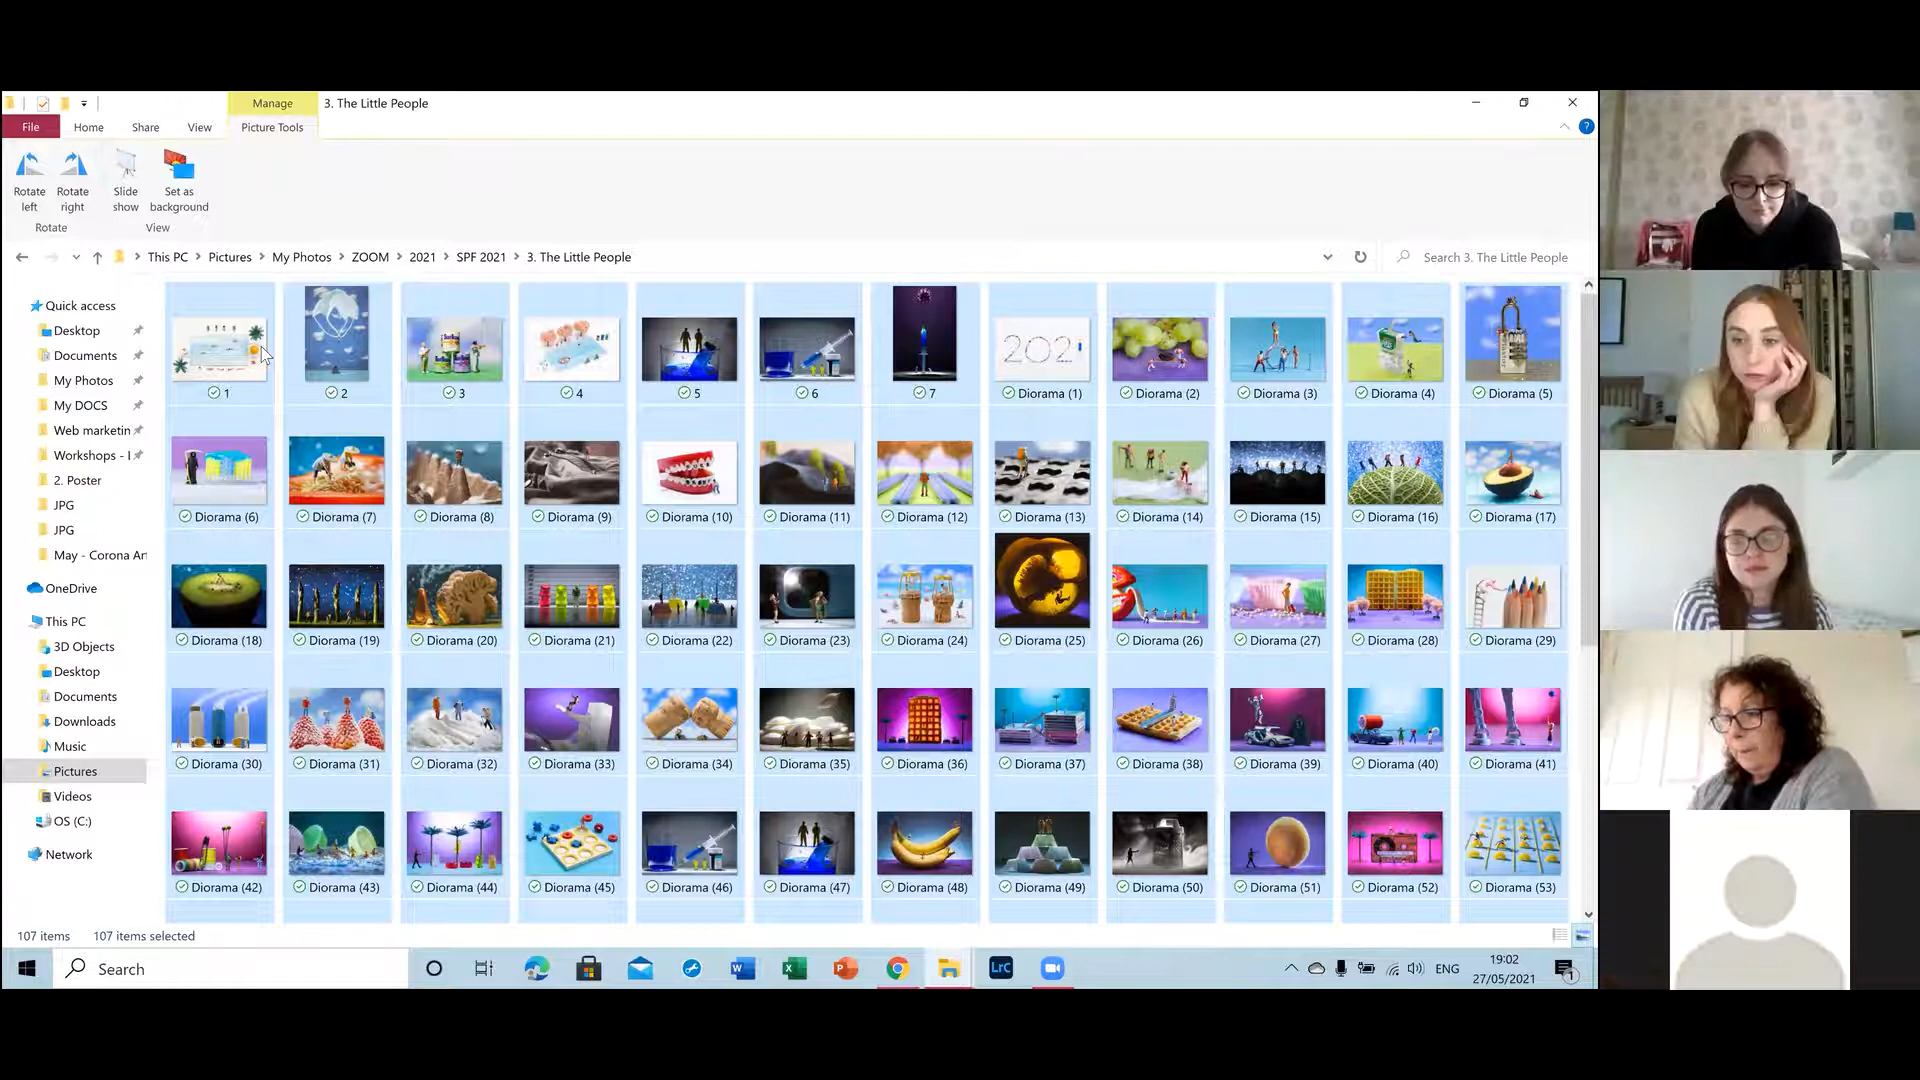 Manage
3. The Little People
File
Home
Share
View
Picture Tools
Rotate left
Rotate right
Slide show
Set as background
Rotate
View
This PC
Pictures
My Photos
ZOOM
2021
SPF 2021
3. The Little People
Search 3. The Little People
Quick access
Desktop
Documents
My Photos
My DOCS
Web marketin
Workshops -
2. Poster
JPG
JPG
May - Corona Ar
OneDrive
This PC
3D Objects
Desktop
Documents
Downloads
Music
Pictures
Videos
OS (C:)
Network
1
2
3
4
5
6
7
2021
Diorama (1)
Diorama (2)
Diorama (3)
Diorama (4)
Diorama (5)
Diorama (6)
Diorama (7)
Diorama (8)
Diorama (9)
Diorama (10)
Diorama (11)
Diorama (12)
Diorama (13)
Diorama (14)
Diorama (15)
Diorama (16)
Diorama (17)
Diorama (18)
Diorama (19)
Diorama (20)
Diorama (21)
Diorama (22)
Diorama (23)
Diorama (24)
Diorama (25)
Diorama (26)
Diorama (27)
Diorama (28)
Diorama (29)
Diorama (30)
Diorama (31)
Diorama (32)
Diorama (33)
Diorama (34)
Diorama (35)
Diorama (36)
Diorama (37)
Diorama (38)
Diorama (39)
Diorama (40)
Diorama (41)
Diorama (42)
Diorama (43)
Diorama (44)
Diorama (45)
Diorama (46)
Diorama (47)
Diorama (48)
Diorama (49)
Diorama (50)
Diorama (51)
Diorama (52)
Diorama (53)
107 items
107 items selected
Search
LrC
ENG
19:02
27/05/2021
1